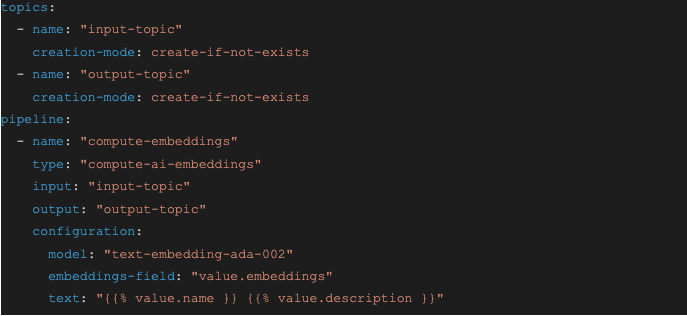 topics:
  - name: "input-topic"
    creation-mode: create-if-not-exists
  - name: "output-topic"
    creation-mode: create-if-not-exists
pipeline:
  - name: "compute-embeddings"
    type: "compute-ai-embeddings"
    input: "input-topic"
    output: "output-topic"
    configuration:
      model: "text-embedding-ada-002"
      embeddings-field: "value.embeddings"
      text: "{{% value.name }} {{% value.description }}"